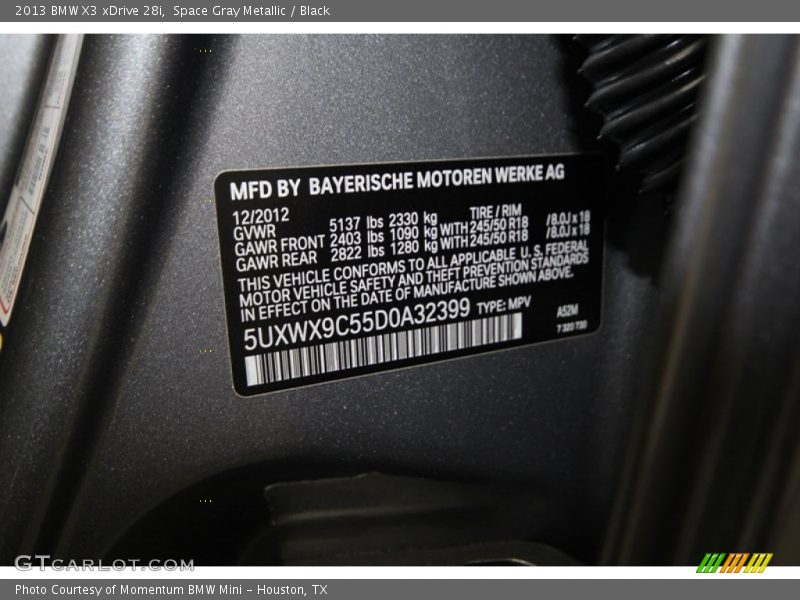 2013 BMW X3 xDrive 28i, Space Gray Metallic / Black
MFD BY BAYERISCHE MOTOREN WERKE AG
12/2012 TIRE / RIM
GVWR 5137 lbs 2330 kg
GAWR FRONT 2403 lbs 1090 kg WITH 245/50 R18 /8.0J x 18
GAWR REAR 2822 lbs 1280 kg WITH 245/50 R18 /8.0J x 18
THIS VEHICLE CONFORMS TO ALL APPLICABLE U.S. FEDERAL
MOTOR VEHICLE SAFETY AND THEFT PREVENTION STANDARDS
IN EFFECT ON THE DATE OF MANUFACTURE SHOWN ABOVE.
5UXWX9C55D0A32399 TYPE: MPV A52M
7 320 730
GTCARLOT.COM
Photo Courtesy of Momentum BMW Mini - Houston, TX